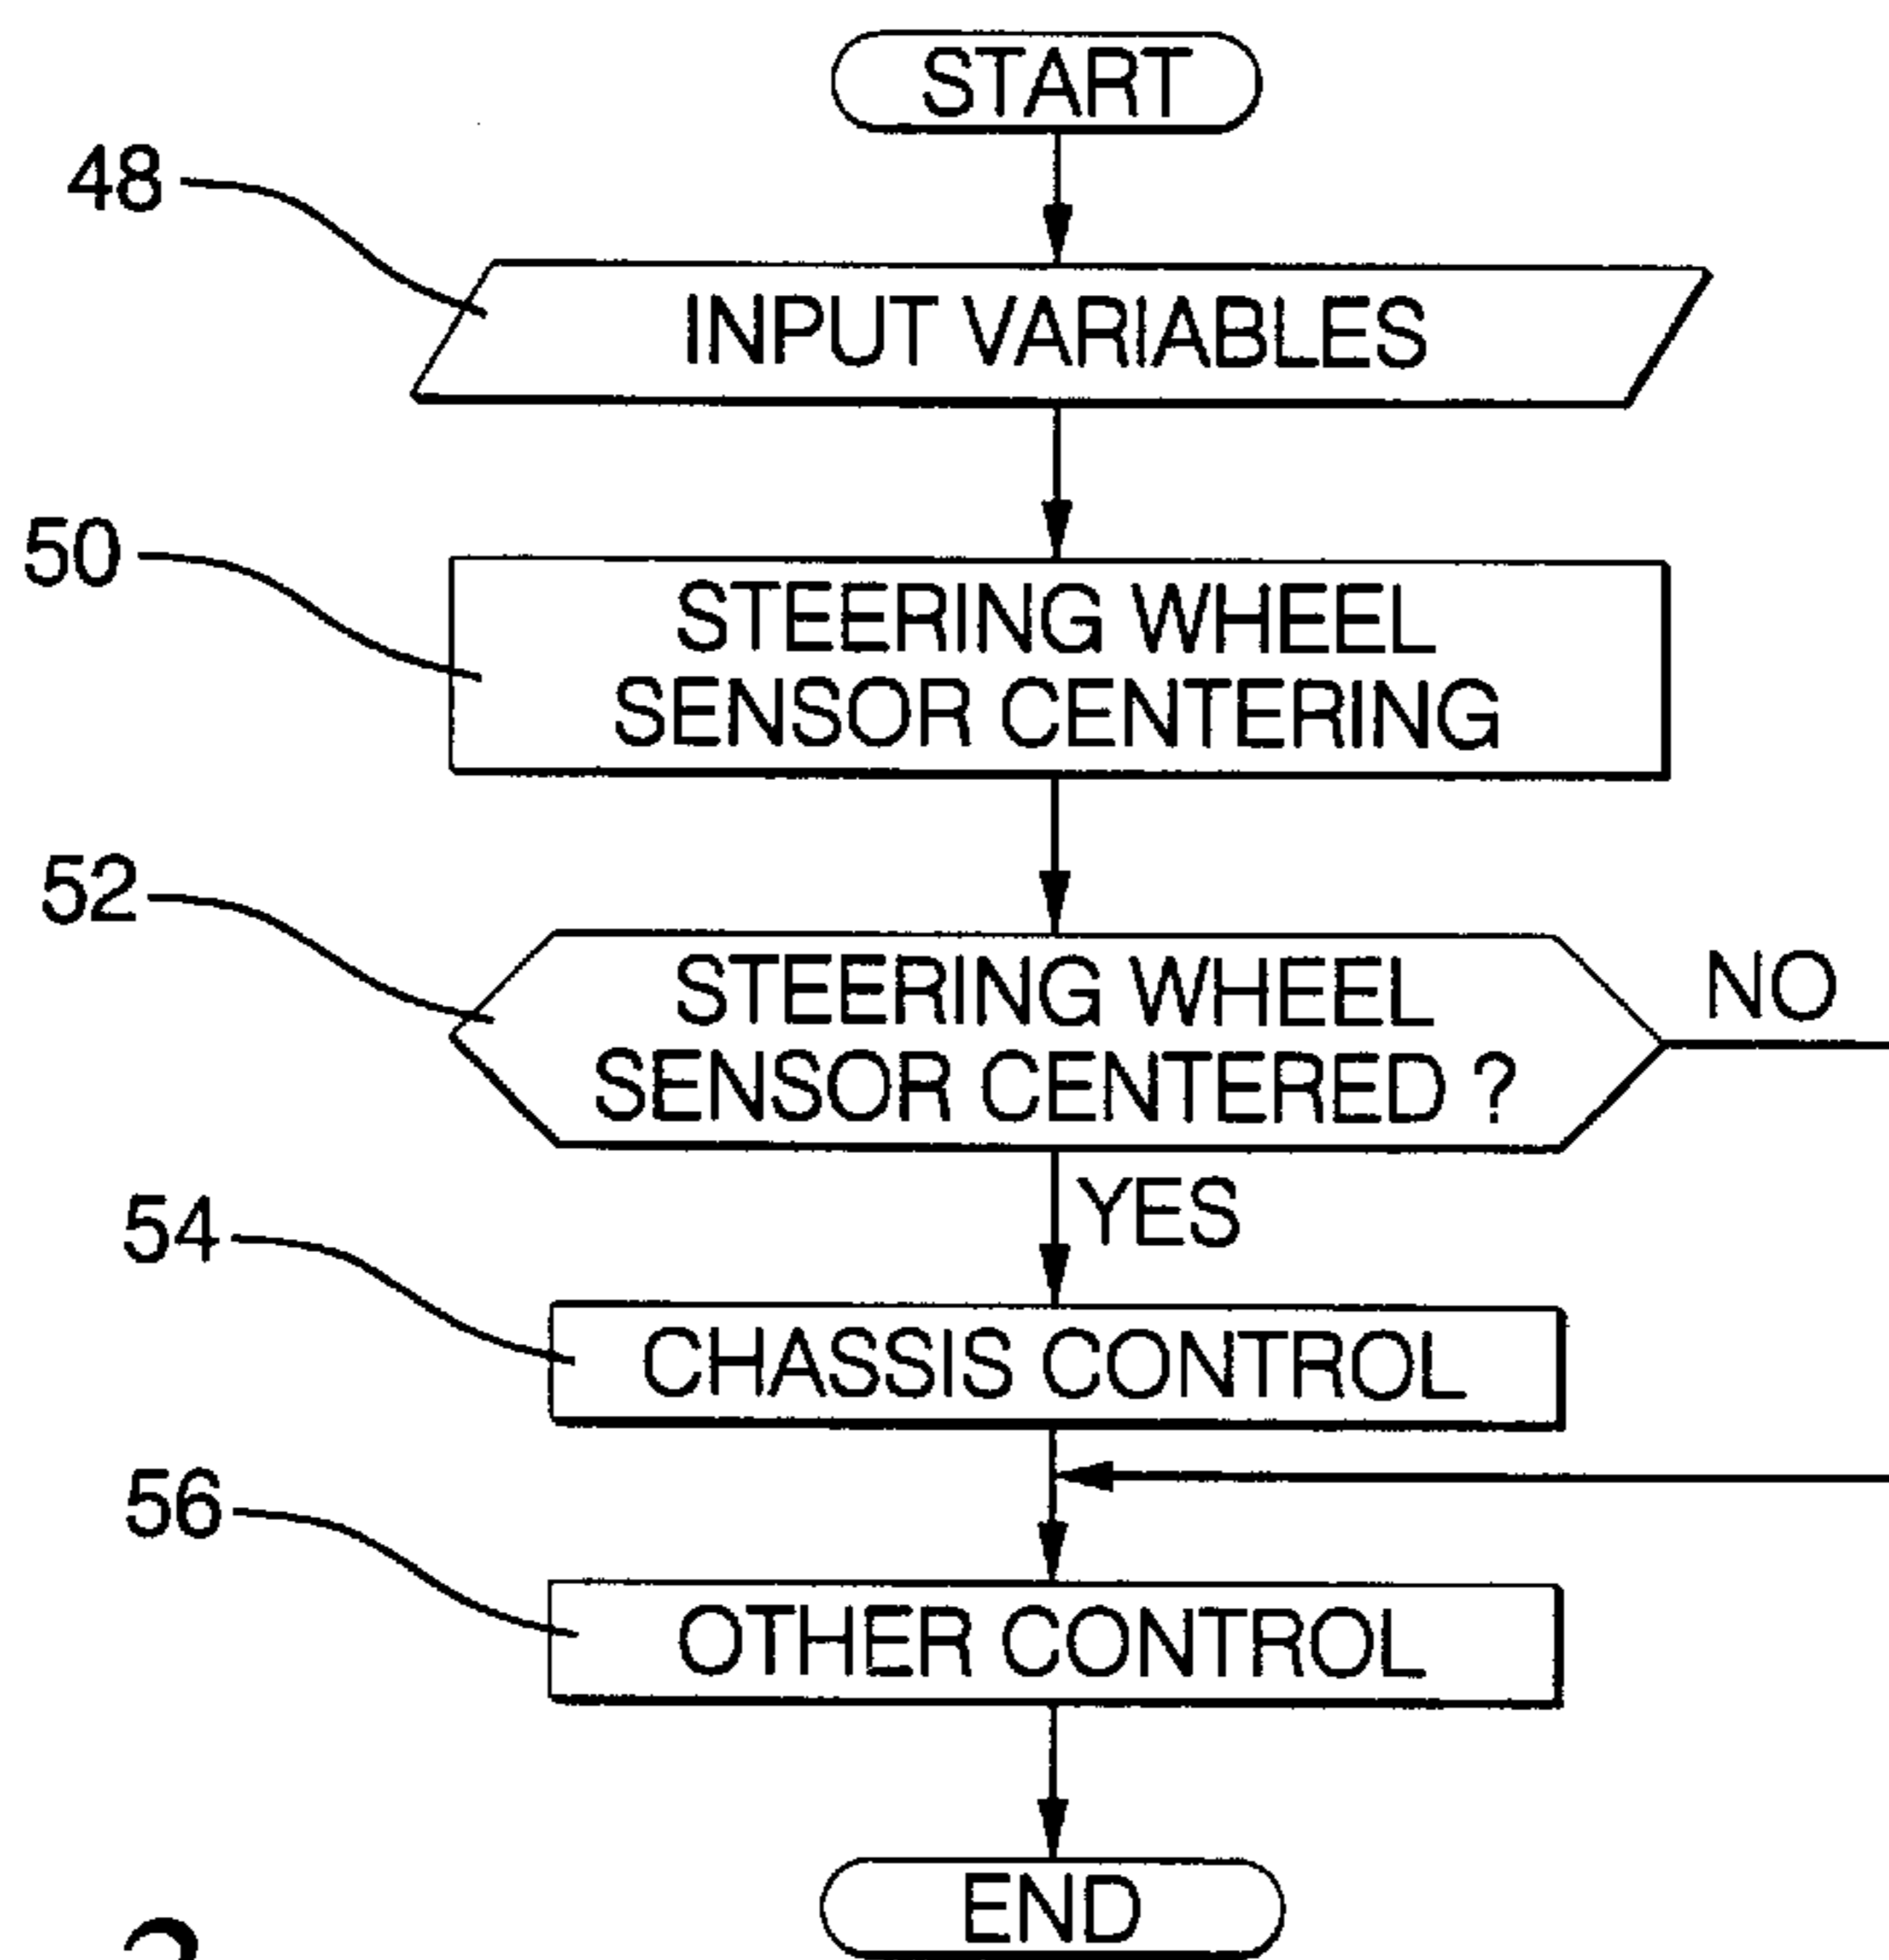 START
48
INPUT VARIABLES
50
STEERING WHEEL
SENSOR CENTERING
52
STEERING WHEEL
SENSOR CENTERED ?
NO
YES
54
CHASSIS CONTROL
56
OTHER CONTROL
END